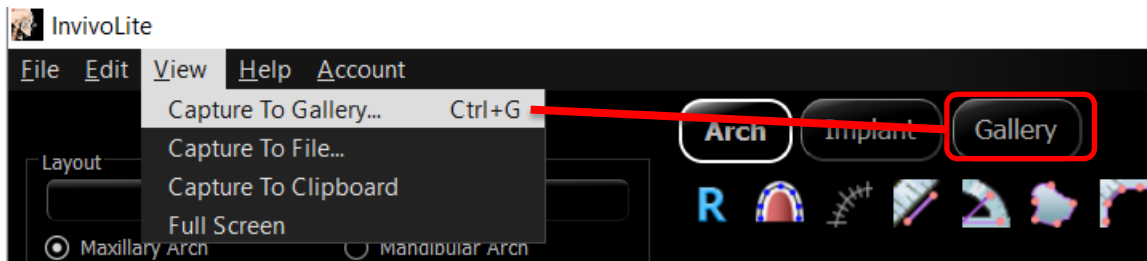 InvivoLite
File Edit View Help Account
Capture To Gallery... Ctrl+G
Capture To File...
Capture To Clipboard
Full Screen
Arch Implant Gallery
Layout
R
Maxillary Arch Mandibular Arch